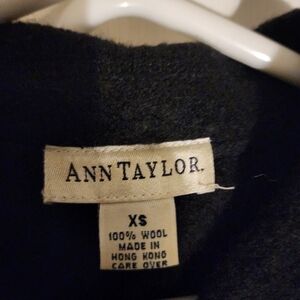 ANN TAYLOR.
XS
100% WOOL
MADE IN
HONG KONG
CARE OVER